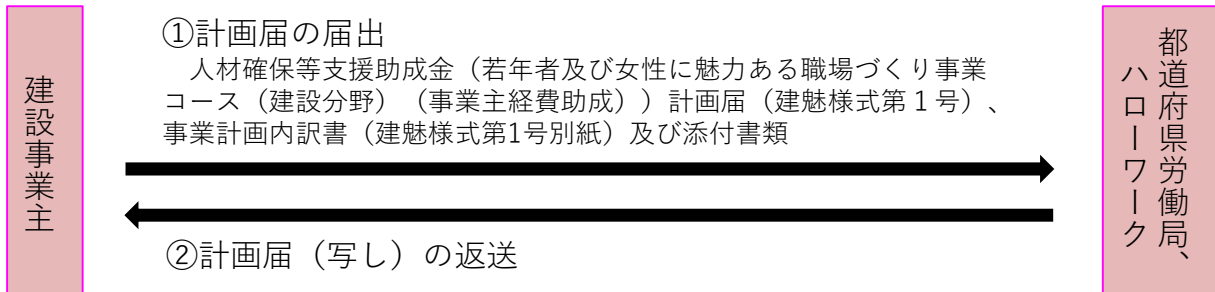 建設事業主
①計画届の届出
人材確保等支援助成金（若年者及び女性に魅力ある職場づくり事業
コース（建設分野）（事業主経費助成））計画届（建魅様式第１号）、
事業計画内訳書（建魅様式第1号別紙）及び添付書類
②計画届（写し）の返送
都道府県労働局、
ハローワーク